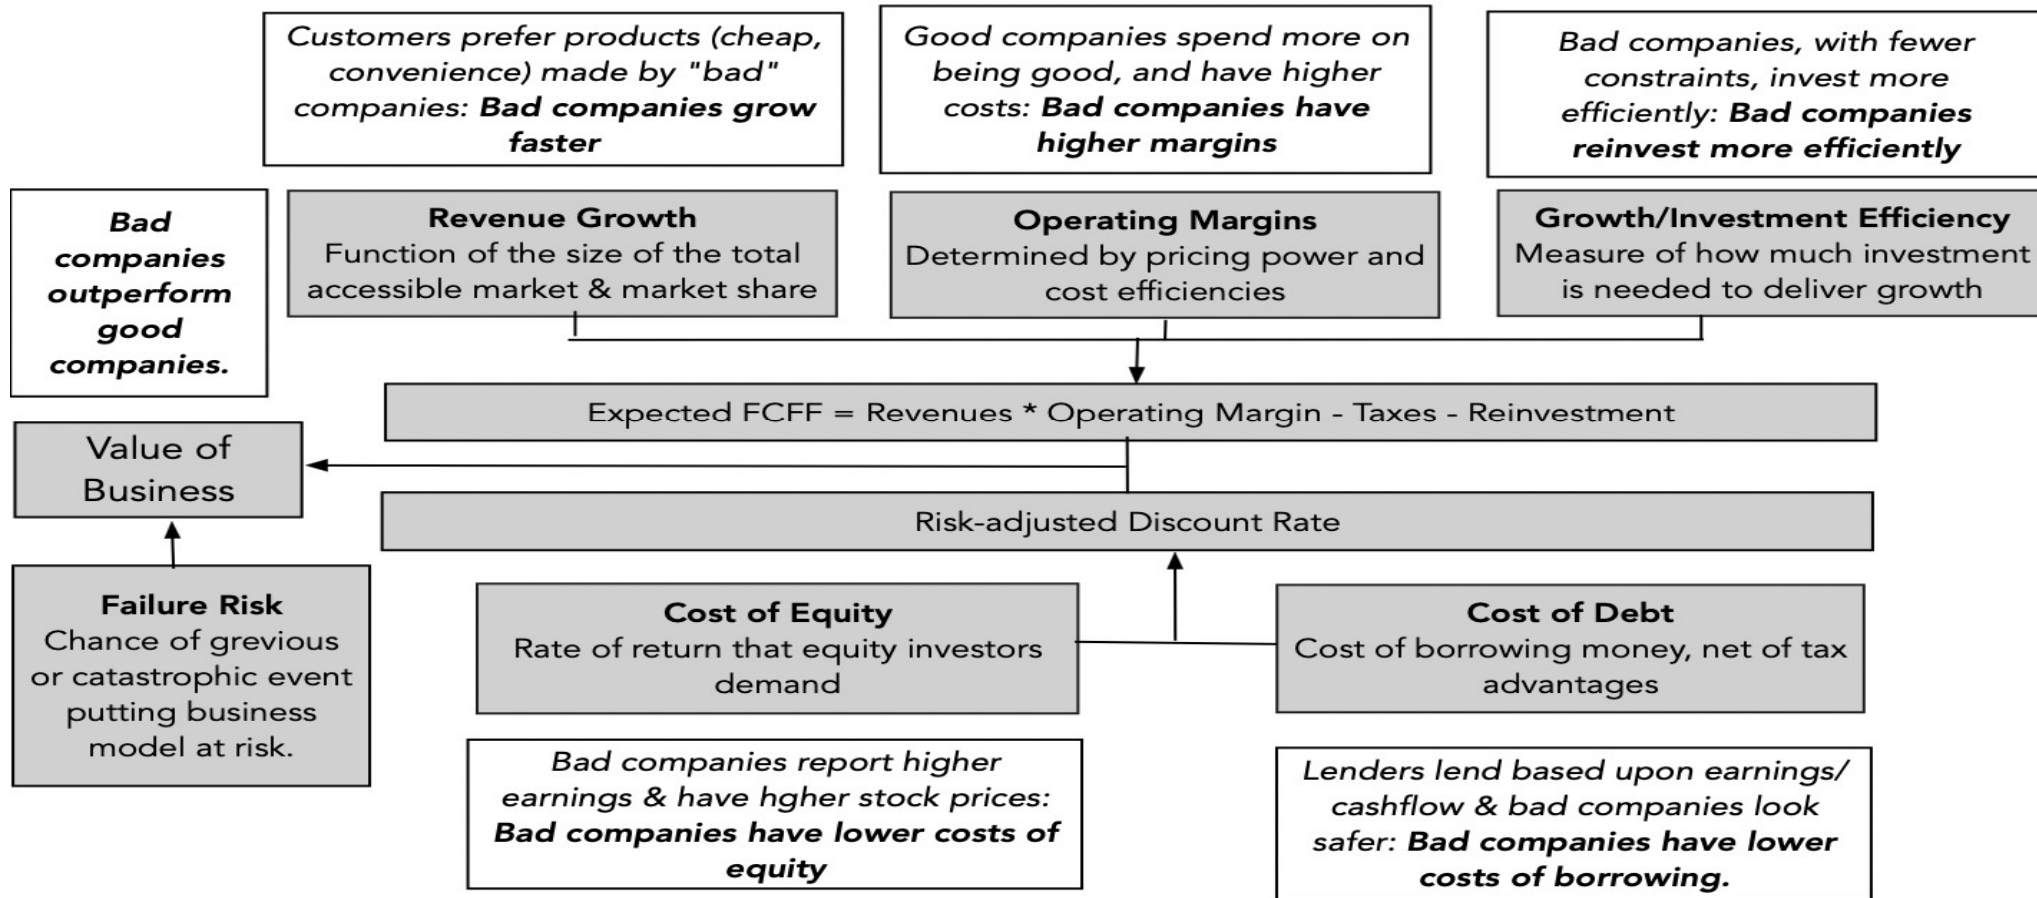 Customers prefer products (cheap,
convenience) made by "bad"
companies: Bad companies grow
faster
Good companies spend more on
being good, and have higher
costs: Bad companies have
higher margins
Bad companies, with fewer
constraints, invest more
efficiently: Bad companies
reinvest more efficiently
Bad
companies
outperform
good
companies.
Revenue Growth
Function of the size of the total
accessible market & market share
Operating Margins
Determined by pricing power and
cost efficiencies
Growth/Investment Efficiency
Measure of how much investment
is needed to deliver growth
Expected FCFF = Revenues * Operating Margin - Taxes - Reinvestment
Value of
Business
Risk-adjusted Discount Rate
Failure Risk
Chance of grevious
or catastrophic event
putting business
model at risk.
Cost of Equity
Rate of return that equity investors
demand
Cost of Debt
Cost of borrowing money, net of tax
advantages
Bad companies report higher
earnings & have hgher stock prices:
Bad companies have lower costs of
equity
Lenders lend based upon earnings/
cashflow & bad companies look
safer: Bad companies have lower
costs of borrowing.